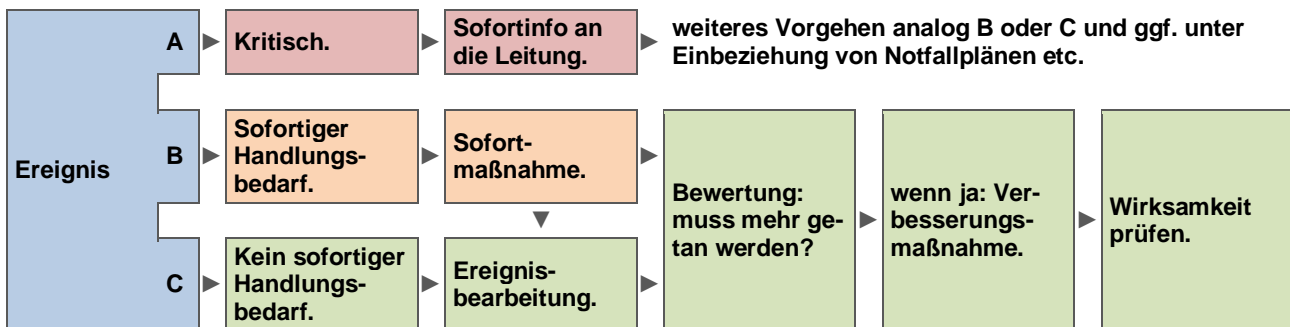 A
Kritisch.
Sofortinfo an
die Leitung.
weiteres Vorgehen analog B oder C und ggf. unter
Einbeziehung von Notfallplänen etc.
Ereignis
B
Sofortiger
Handlungs-
bedarf.
Sofort-
maßnahme.
C
Kein sofortiger
Handlungs-
bedarf.
Ereignis-
bearbeitung.
Bewertung:
muss mehr ge-
tan werden?
wenn ja: Ver-
besserungs-
maßnahme.
Wirksamkeit
prüfen.